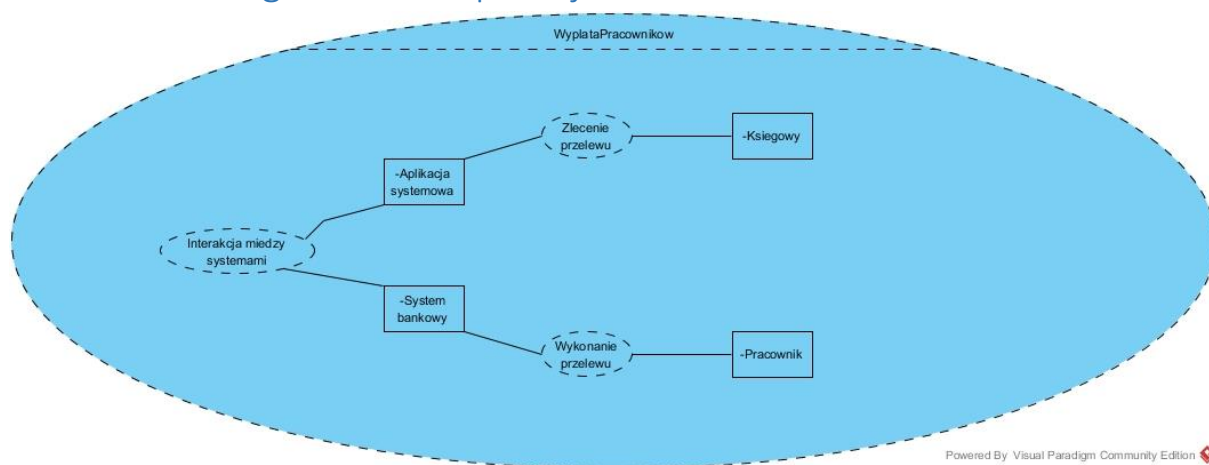 WyplataPracownikow
Zlecenie
przelewu
-Ksiegowy
-Aplikacja
systemowa
Interakcja miedzy
systemami
-System
bankowy
Wykonanie
przelewu
-Pracownik
Powered By Visual Paradigm Community Edition